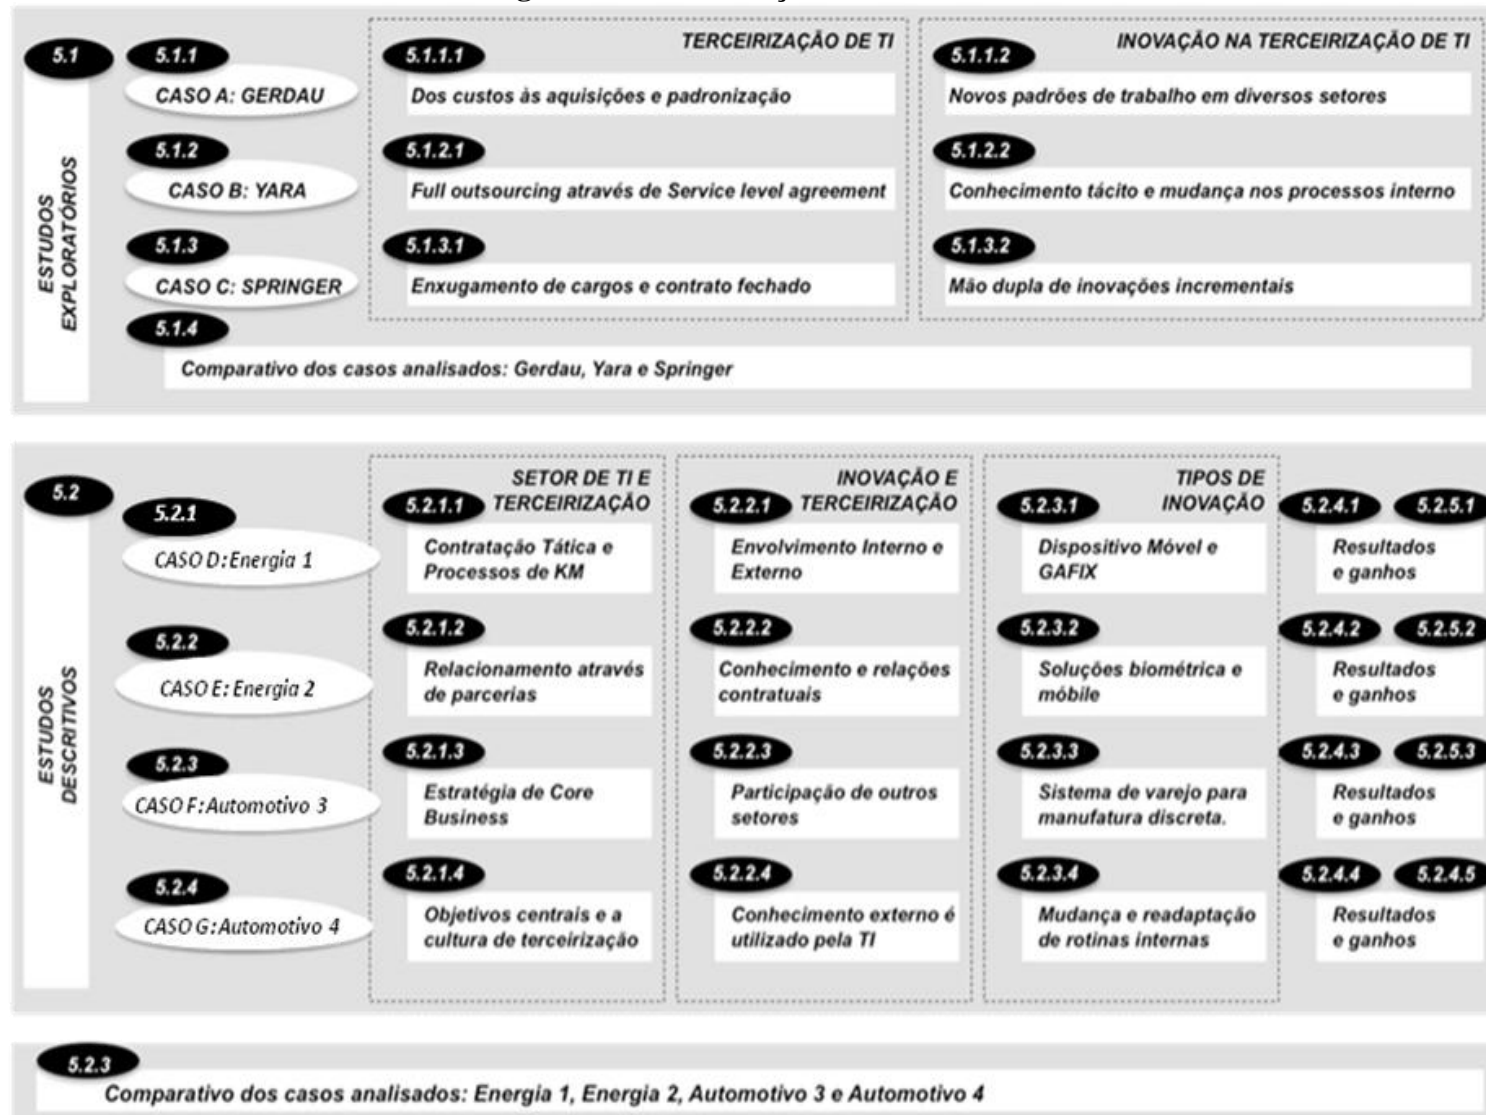 5.1
ESTUDOS
EXPLORATÓRIOS
TERCEIRIZAÇÃO DE TI
INOVAÇÃO NA TERCEIRIZAÇÃO DE TI
5.1.1
5.1.1.1
5.1.1.2
CASO A: GERDAU
Dos custos às aquisições e padronização
Novos padrões de trabalho em diversos setores
5.1.2
5.1.2.1
5.1.2.2
CASO B: YARA
Full outsourcing através de Service level agreement
Conhecimento tácito e mudança nos processos interno
5.1.3
5.1.3.1
5.1.3.2
CASO C: SPRINGER
Enxugamento de cargos e contrato fechado
Mão dupla de inovações incrementais
5.1.4
Comparativo dos casos analisados: Gerdau, Yara e Springer
5.2
ESTUDOS
DESCRITIVOS
SETOR DE TI E
TERCEIRIZAÇÃO
INOVAÇÃO E
TERCEIRIZAÇÃO
TIPOS DE
INOVAÇÃO
5.2.1
5.2.1.1
5.2.2.1
5.2.3.1
5.2.4.1
5.2.5.1
CASO D:Energia 1
Contratação Tática e
Processos de KM
Envolvimento Interno e
Externo
Dispositivo Móvel e
GAFIX
Resultados
e ganhos
5.2.2
5.2.1.2
5.2.2.2
5.2.3.2
5.2.4.2
5.2.5.2
CASO E: Energia 2
Relacionamento através
de parcerias
Conhecimento e relações
contratuais
Soluções biométrica e
móbile
Resultados
e ganhos
5.2.3
5.2.1.3
5.2.2.3
5.2.3.3
5.2.4.3
5.2.5.3
CASO F:Automotivo 3
Estratégia de Core
Business
Participação de outros
setores
Sistema de varejo para
manufatura discreta.
Resultados
e ganhos
5.2.4
5.2.1.4
5.2.2.4
5.2.3.4
5.2.4.4
5.2.4.5
CASO G:Automotivo 4
Objetivos centrais e a
cultura de terceirização
Conhecimento externo é
utilizado pela TI
Mudança e readaptação
de rotinas internas
Resultados
e ganhos
5.2.3
Comparativo dos casos analisados: Energia 1, Energia 2, Automotivo 3 e Automotivo 4